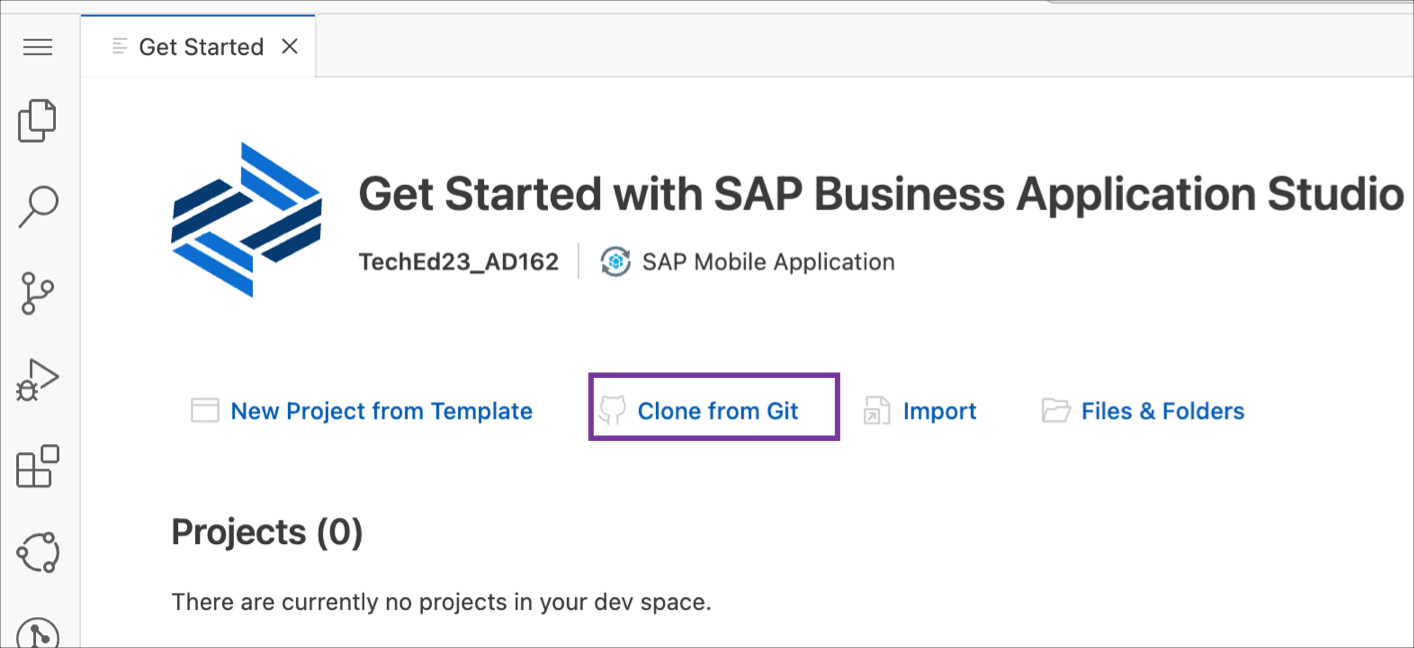 Get Started
Get Started with SAP Business Application Studio
TechEd23_AD162 SAP Mobile Application
New Project from Template Clone from Git Import Files & Folders
Projects (0)
There are currently no projects in your dev space.